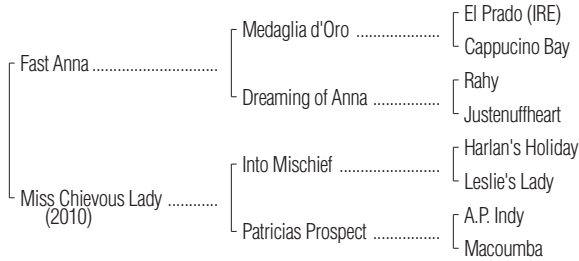 El Prado (IRE)
Medaglia d'Oro ..................
Cappucino Bay
Fast Anna ...........................
Rahy
Dreaming of Anna ...............
Justenuffheart
Harlan's Holiday
Into Mischief ......................
Leslie's Lady
Miss Chievous Lady ...........
(2010)
A.P. Indy
Patricias Prospect ...............
Macoumba